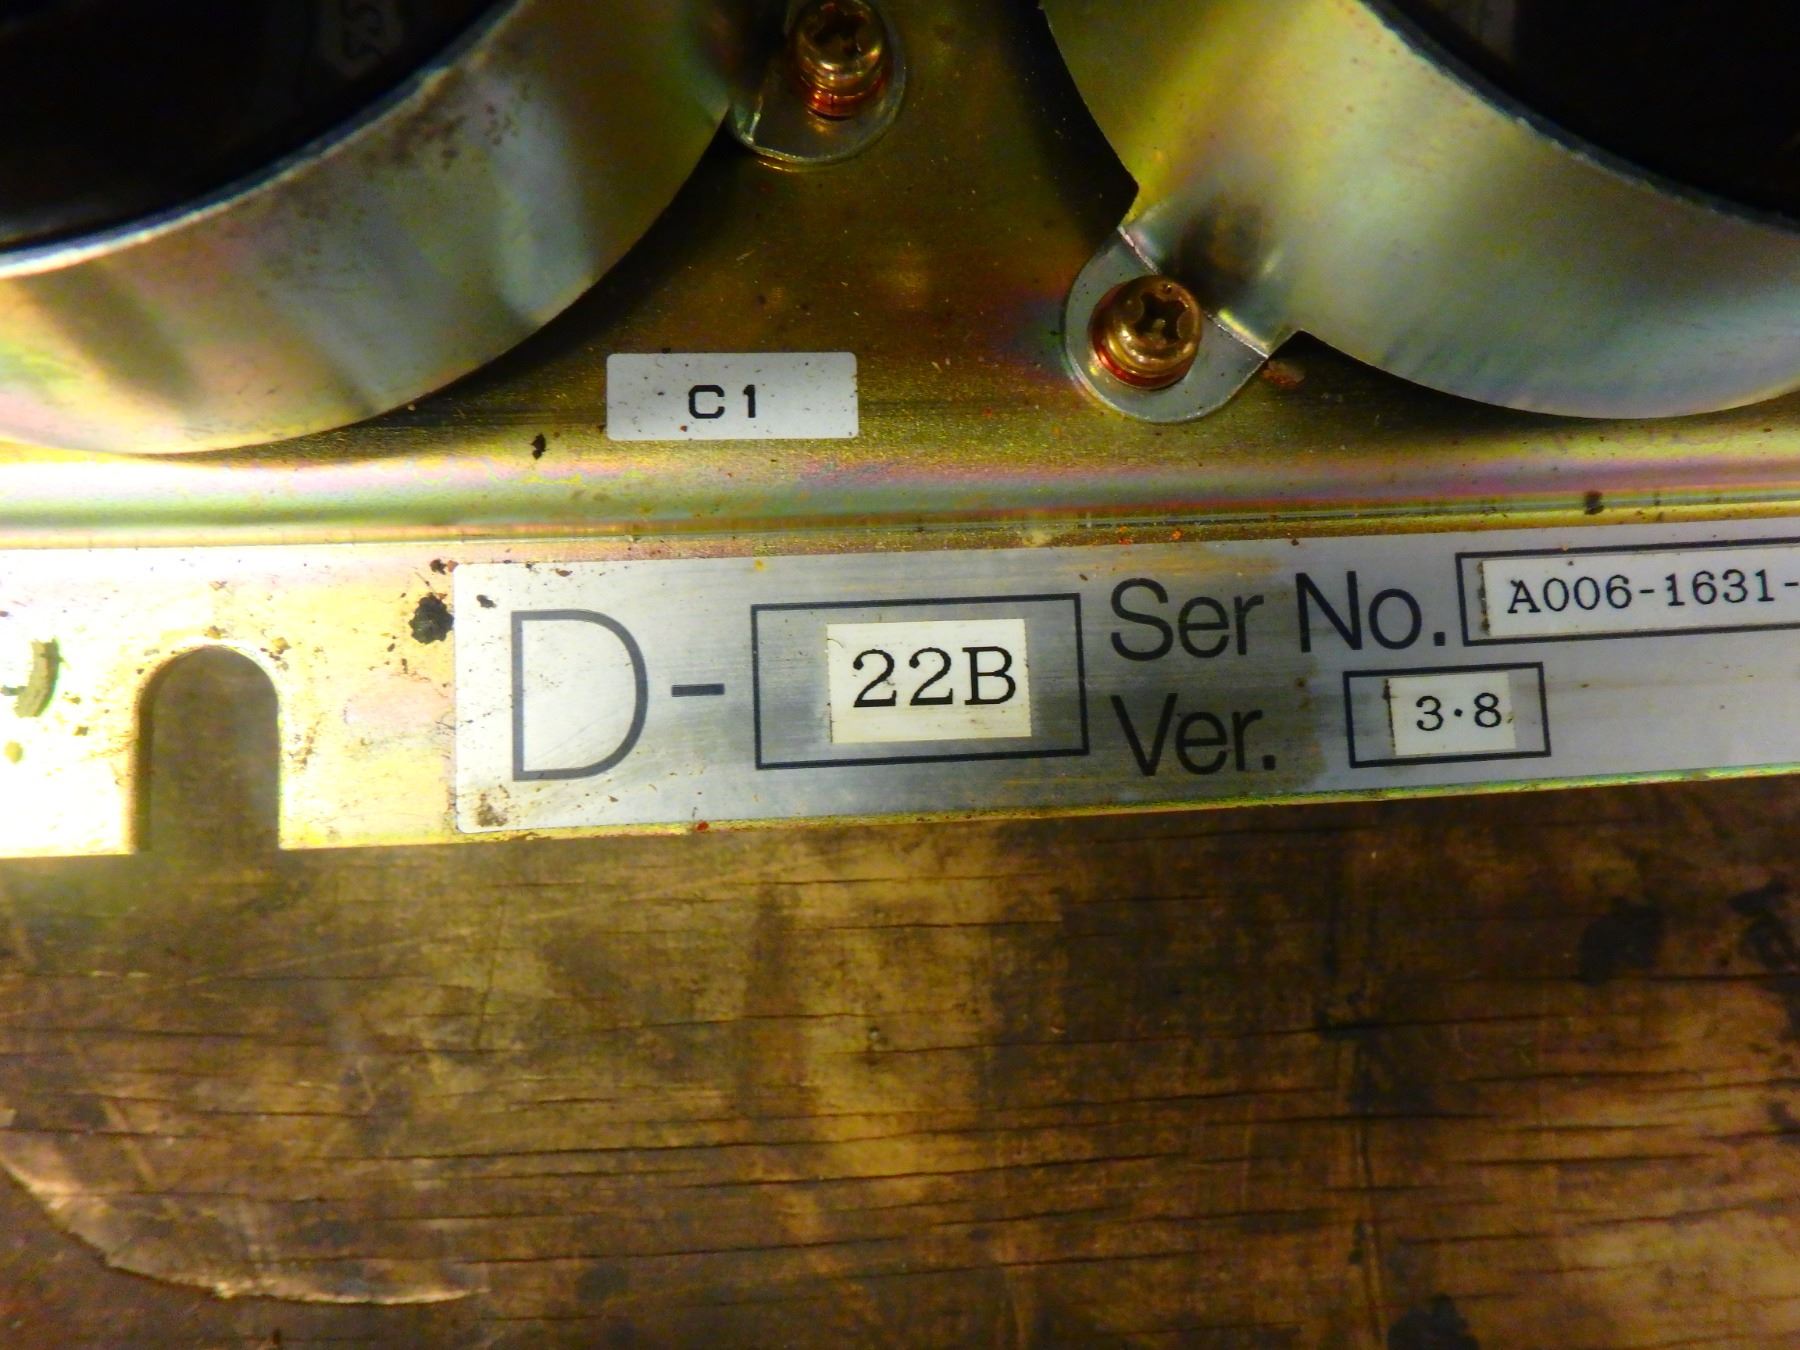 C1
D-22B
Ser No. A006-1631-
Ver. 3·8